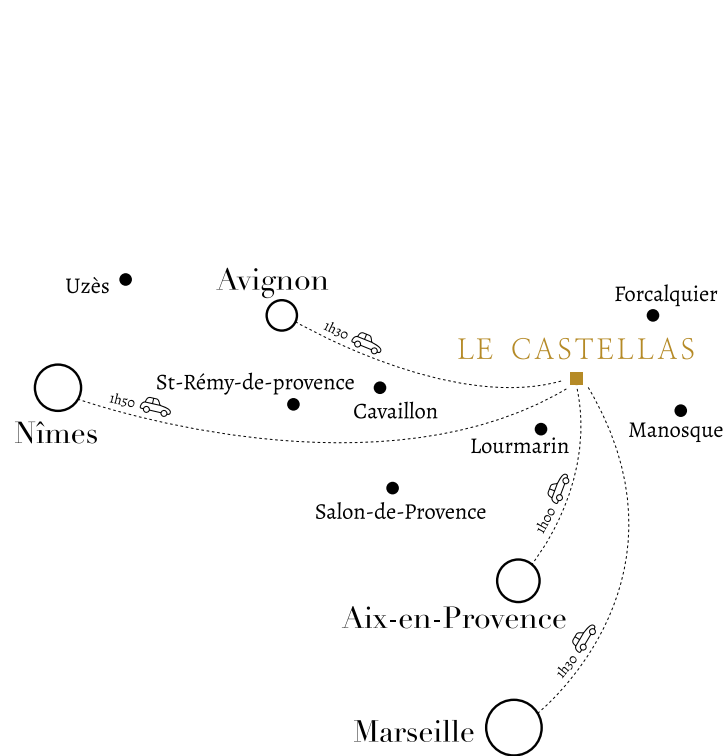 Avignon
Uzès
Forcalquier
1h30
LE CASTELLAS
St-Rémy-de-provence
1h50
Cavaillon
Nîmes
Manosque
Lourmarin
Salon-de-Provence
1h00
Aix-en-Provence
1h30
Marseille